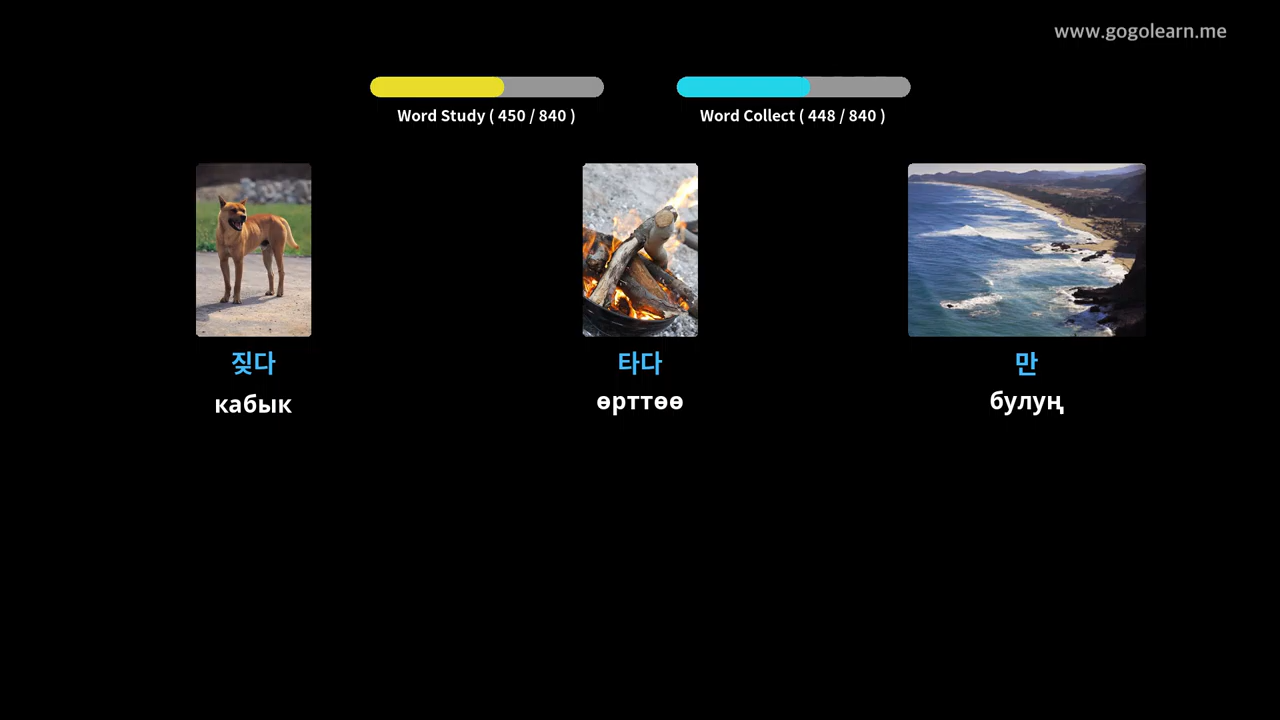 www.gogolearn.me
Word Study ( 450 / 840 )
Word Collect ( 448 / 840 )
짖다
타다
만
кабык
өрттөө
булуң